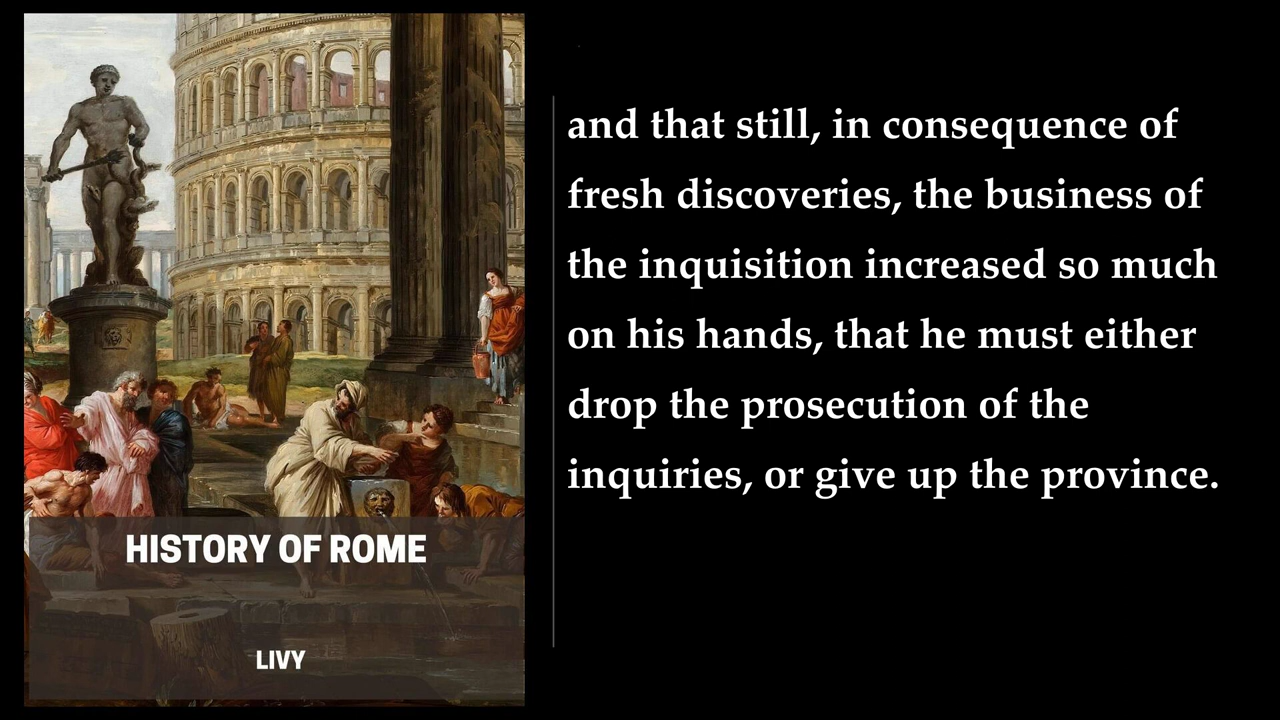 and that still, in consequence of
fresh discoveries, the business of
the inquisition increased so much
on his hands, that he must either
drop the prosecution of the
inquiries, or give up the province.
HISTORY OF ROME
LIVY